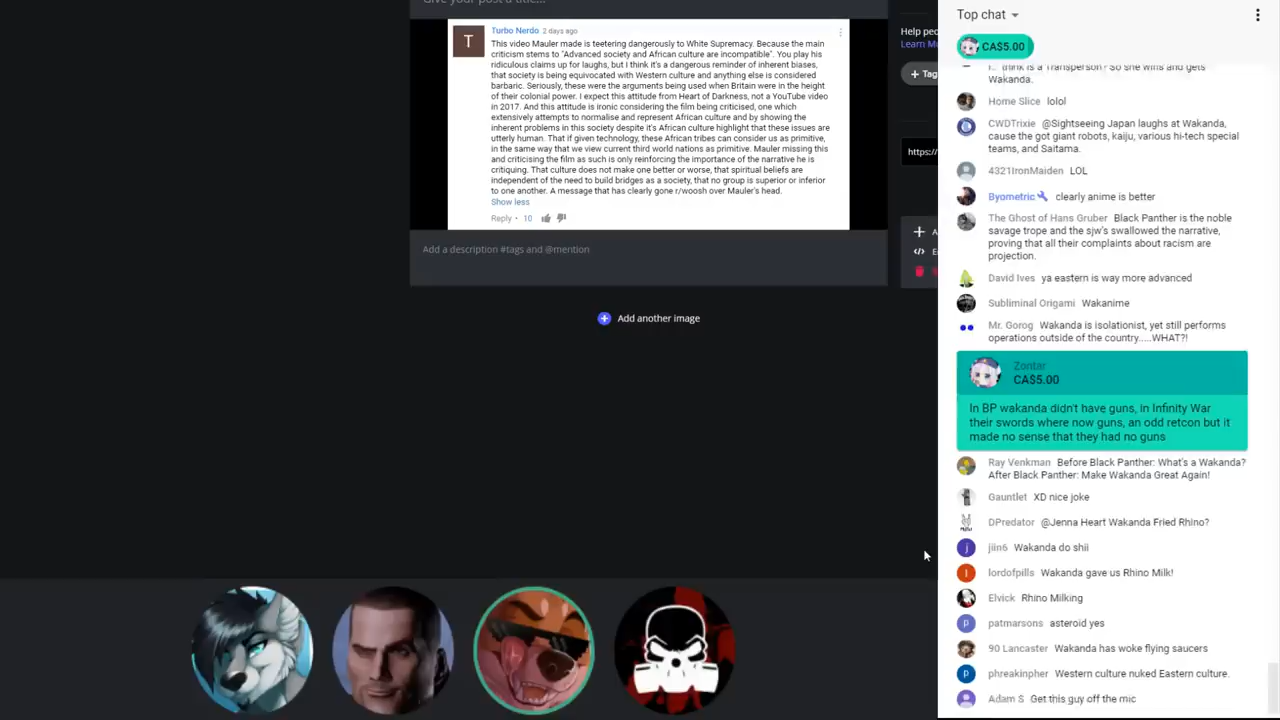 Give your post a title...
Turbo Nerdo 2 days ago
T
This video Mauler made is teetering dangerously to White Supremacy. Because the main
criticism stems to "Advanced society and African culture are incompatible". You play his
ridiculous claims up for laughs, but I think it's a dangerous reminder of inherent biases,
that society is being equivocated with Western culture and anything else is considered
barbaric. Seriously, these were the arguments being used when Britain were in the height
of their colonial power. I expect this attitude from Heart of Darkness, not a YouTube video
in 2017. And this attitude is ironic considering the film being criticised, one which
extensively attempts to normalise and represent African culture and by showing the
inherent problems in this society despite it's African culture highlight that these issues are
utterly human. That if given technology, these African tribes can consider us as primitive,
in the same way that we view current third world nations as primitive. Mauler missing this
and criticising the film as such is only reinforcing the importance of the narrative he is
critiquing. That culture does not make one better or worse, that spiritual beliefs are
independent of the need to build bridges as a society, that no group is superior or inferior
to one another. A message that has clearly gone r/woosh over Mauler's head.
Show less
Reply • 10
Add a description #tags and @mention
Add another image
Help peo
Learn Mo
+ Tag
https://
Top chat
CA$5.00
I.. think is a Transperson? So she wins and gets
Wakanda.
Home Slice lolol
CWDTrixie @Sightseeing Japan laughs at Wakanda,
cause the got giant robots, kaiju, various hi-tech special
teams, and Saitama.
4321IronMaiden LOL
Byometric clearly anime is better
The Ghost of Hans Gruber Black Panther is the noble
savage trope and the sjw's swallowed the narrative,
proving that all their complaints about racism are
projection.
David Ives ya eastern is way more advanced
Subliminal Origami Wakanime
Mr. Gorog Wakanda is isolationist, yet still performs
operations outside of the country.....WHAT?!
Zontar
CA$5.00
In BP wakanda didn't have guns, in Infinity War
their swords where now guns, an odd retcon but it
made no sense that they had no guns
Ray Venkman Before Black Panther: What's a Wakanda?
After Black Panther: Make Wakanda Great Again!
Gauntlet XD nice joke
DPredator @Jenna Heart Wakanda Fried Rhino?
j
jiin6 Wakanda do shii
l
lordofpills Wakanda gave us Rhino Milk!
Elvick Rhino Milking
p
patmarsons asteroid yes
90 Lancaster Wakanda has woke flying saucers
p
phreakinpher Western culture nuked Eastern culture.
Adam S Get this guy off the mic